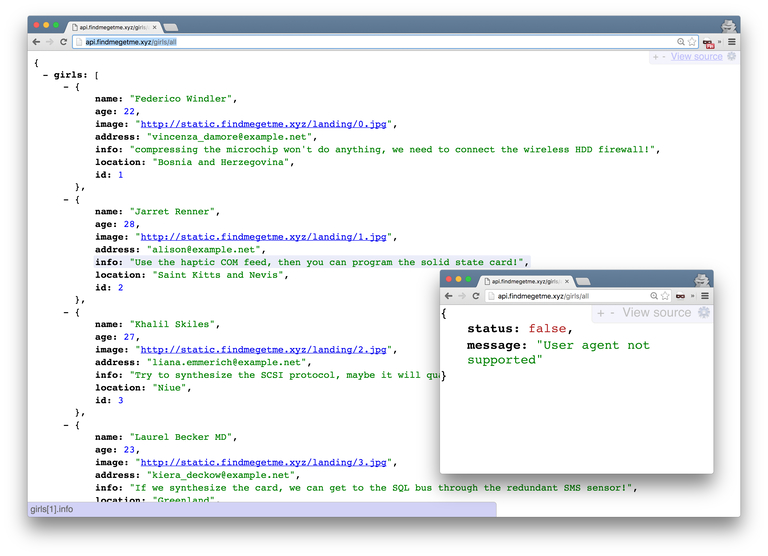 api.findmegetme.xyz/girls/all
api.findmegetme.xyz/girls/all
+ - View source
{
- girls: [
- {
name: "Federico Windler",
age: 22,
image: "http://static.findmegetme.xyz/landing/0.jpg",
address: "vincenza_damore@example.net",
info: "compressing the microchip won't do anything, we need to connect the wireless HDD firewall!",
location: "Bosnia and Herzegovina",
id: 1
},
- {
name: "Jarret Renner",
age: 28,
image: "http://static.findmegetme.xyz/landing/1.jpg",
address: "alison@example.net",
info: "Use the haptic COM feed, then you can program the solid state card!",
location: "Saint Kitts and Nevis",
id: 2
},
- {
name: "Khalil Skiles",
age: 27,
image: "http://static.findmegetme.xyz/landing/2.jpg",
address: "liana.emmerich@example.net",
info: "Try to synthesize the SCSI protocol, maybe it will qua
location: "Niue",
id: 3
},
- {
name: "Laurel Becker MD",
age: 23,
image: "http://static.findmegetme.xyz/landing/3.jpg",
address: "kiera_deckow@example.net",
info: "If we synthesize the card, we can get to the SQL bus through the redundant SMS sensor!",
location: "Greenland",
girls[1].info
api.findmegetme.xyz/girls
api.findmegetme.xyz/girls/all
+ - View source
{
status: false,
message: "User agent not
supported"
}